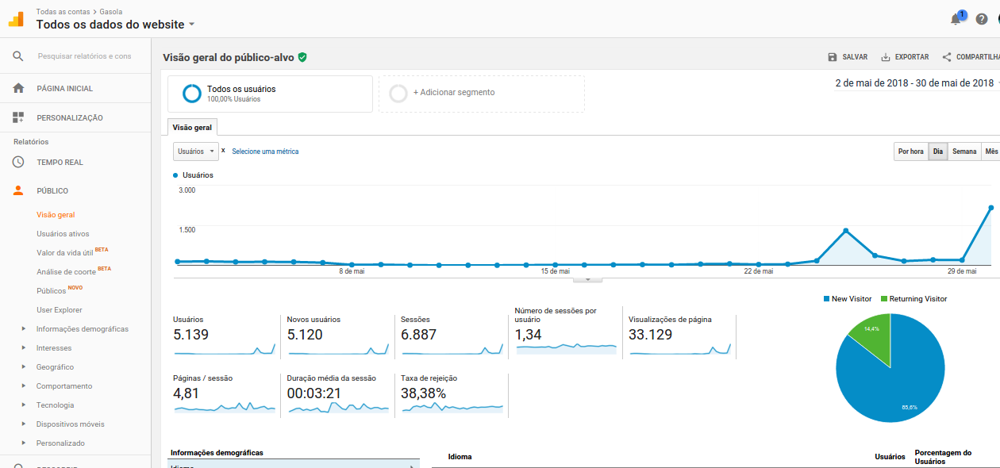 Todas as contas > Gasola
Todos os dados do website
1
Pesquisar relatórios e cons
PÁGINA INICIAL
PERSONALIZAÇÃO
Relatórios
TEMPO REAL
PÚBLICO
Visão geral
Usuários ativos
Valor da vida útil BETA
Análise de coorte BETA
Públicos NOVO
User Explorer
Informações demográficas
Interesses
Geográfico
Comportamento
Tecnologia
Dispositivos móveis
Personalizado
Visão geral do público-alvo
SALVAR
EXPORTAR
COMPARTILHA
Todos os usuários
100,00% Usuários
+ Adicionar segmento
2 de mai de 2018 - 30 de mai de 2018
Visão geral
Usuários
x
Selecione uma métrica
Por hora
Dia
Semana
Mês
Usuários
3.000
1.500
8 de mai
15 de mai
22 de mai
29 de mai
Usuários
5.139
Novos usuários
5.120
Sessões
6.887
Número de sessões por
usuário
1,34
Visualizações de página
33.129
Páginas / sessão
4,81
Duração média da sessão
00:03:21
Taxa de rejeição
38,38%
New Visitor
Returning Visitor
14,4%
85,6%
Informações demográficas
Idioma
Idioma
Usuários
Porcentagem do
Usuários